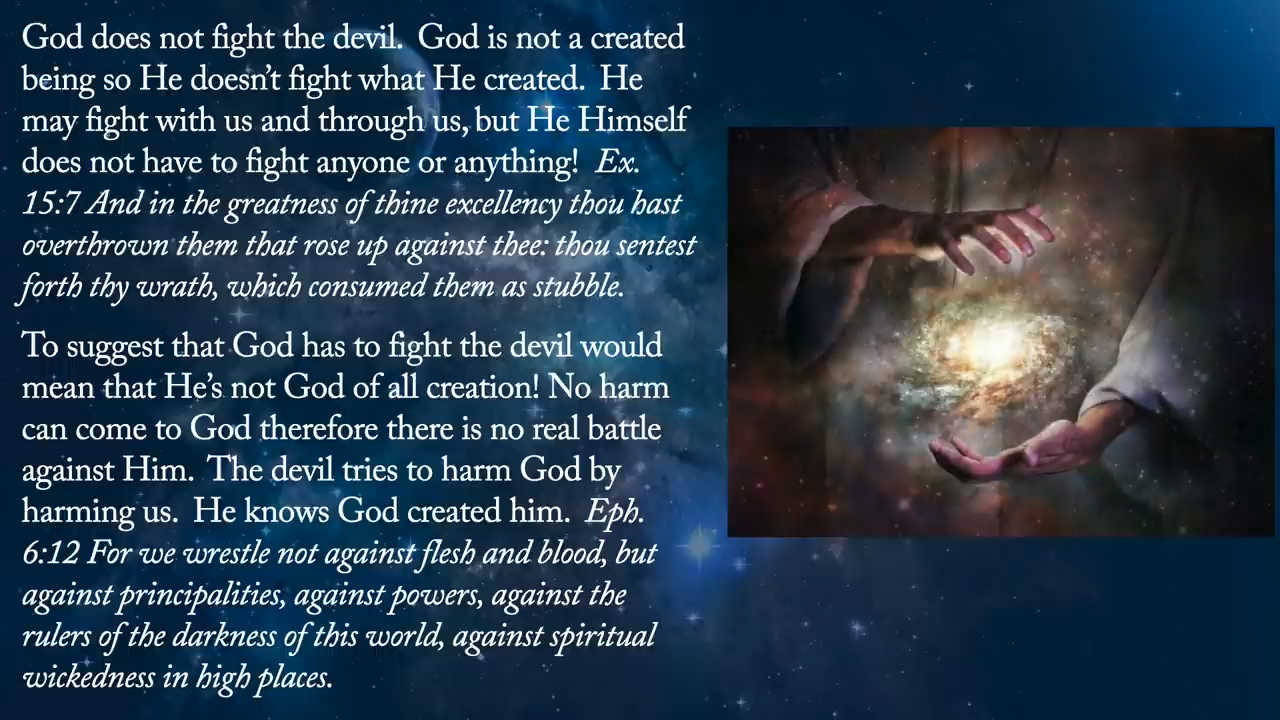 God does not fight the devil.  God is not a created
being so He doesn’t fight what He created.  He
may fight with us and through us, but He Himself
does not have to fight anyone or anything!  Ex.
15:7 And in the greatness of thine excellency thou hast
overthrown them that rose up against thee: thou sentest
forth thy wrath, which consumed them as stubble.
To suggest that God has to fight the devil would
mean that He’s not God of all creation! No harm
can come to God therefore there is no real battle
against Him.  The devil tries to harm God by
harming us.  He knows God created him.  Eph.
6:12 For we wrestle not against flesh and blood, but
against principalities, against powers, against the
rulers of the darkness of this world, against spiritual
wickedness in high places.